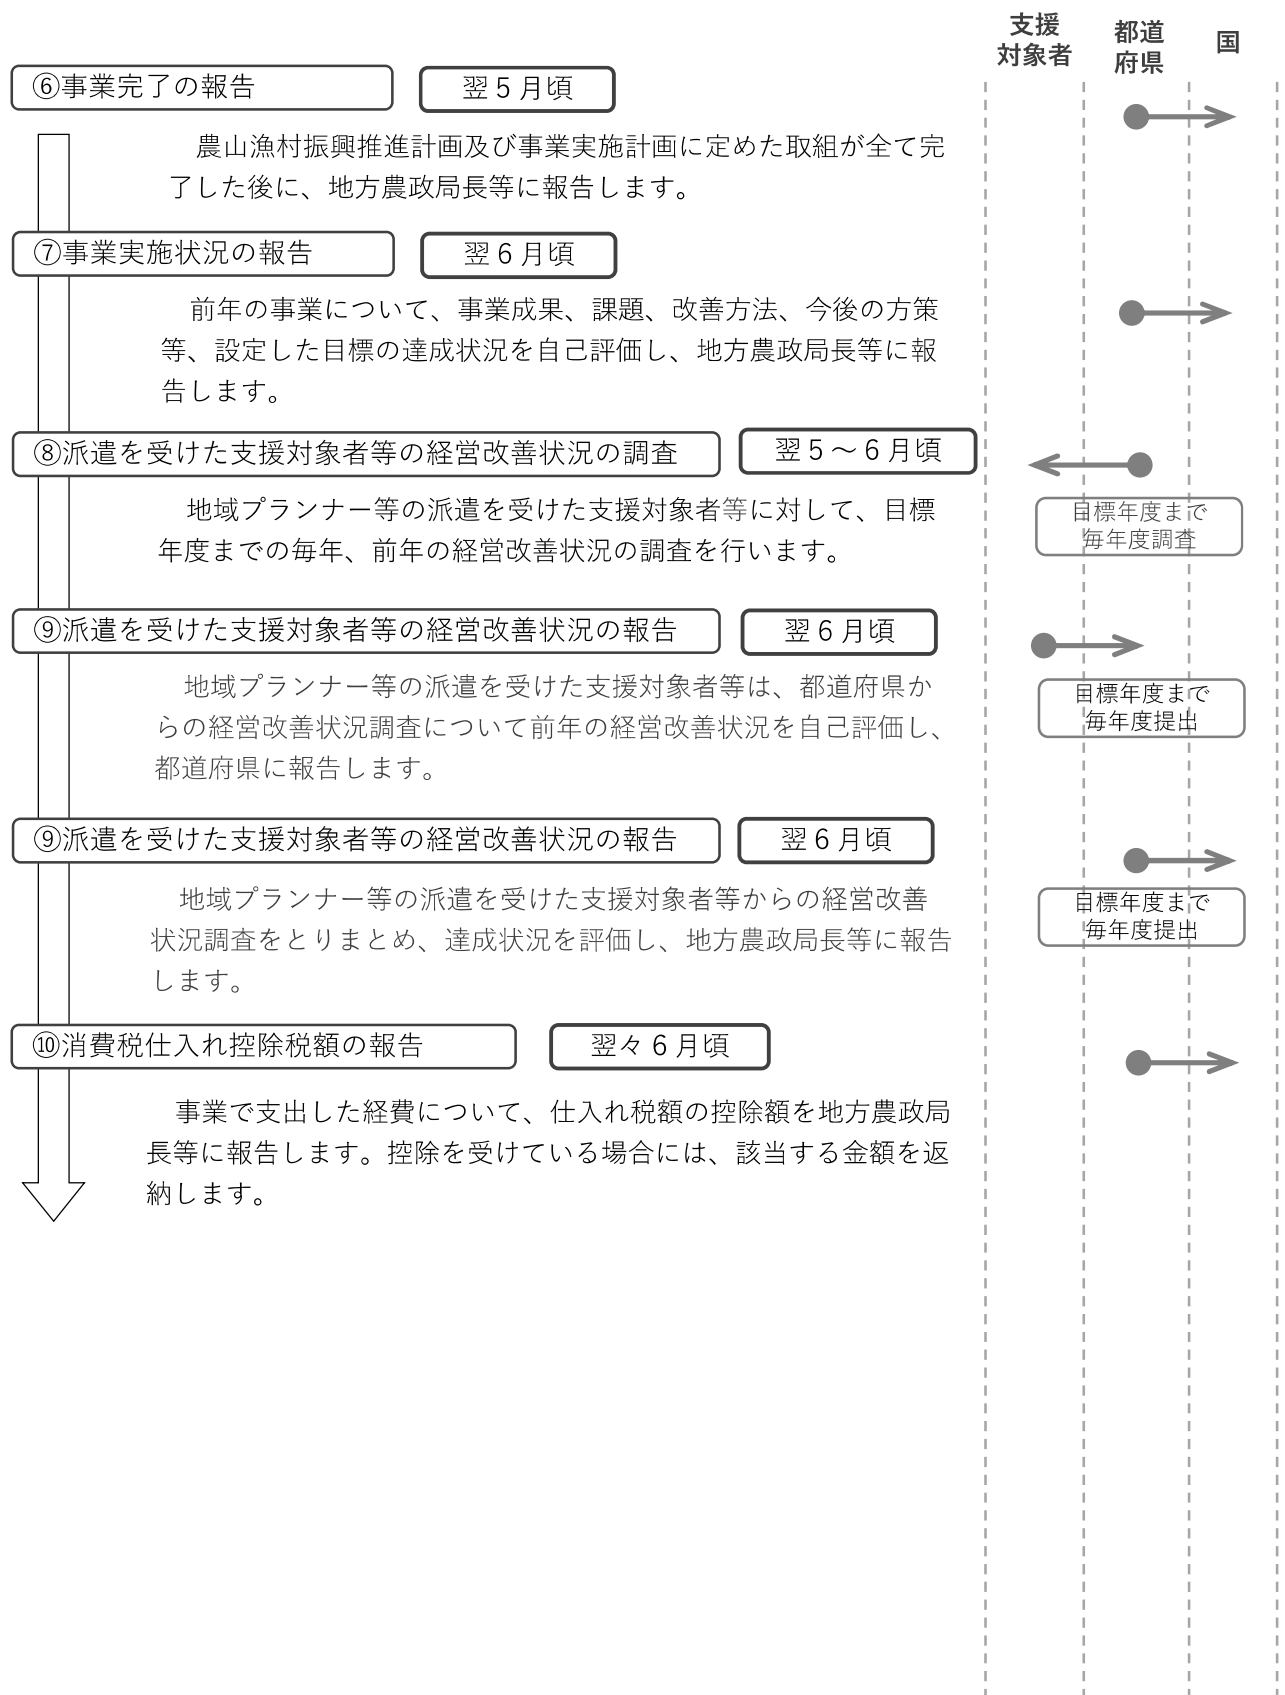 支援
対象者
都道
府県
国
⑥事業完了の報告
翌５月頃
農山漁村振興推進計画及び事業実施計画に定めた取組が全て完
了した後に、地方農政局長等に報告します。
⑦事業実施状況の報告
翌６月頃
前年の事業について、事業成果、課題、改善方法、今後の方策
等、設定した目標の達成状況を自己評価し、地方農政局長等に報
告します。
⑧派遣を受けた支援対象者等の経営改善状況の調査
翌５～６月頃
地域プランナー等の派遣を受けた支援対象者等に対して、目標
年度までの毎年、前年の経営改善状況の調査を行います。
目標年度まで
毎年度調査
⑨派遣を受けた支援対象者等の経営改善状況の報告
翌６月頃
地域プランナー等の派遣を受けた支援対象者等は、都道府県か
らの経営改善状況調査について前年の経営改善状況を自己評価し、
都道府県に報告します。
目標年度まで
毎年度提出
⑨派遣を受けた支援対象者等の経営改善状況の報告
翌６月頃
地域プランナー等の派遣を受けた支援対象者等からの経営改善
状況調査をとりまとめ、達成状況を評価し、地方農政局長等に報告
します。
目標年度まで
毎年度提出
⑩消費税仕入れ控除税額の報告
翌々６月頃
事業で支出した経費について、仕入れ税額の控除額を地方農政局
長等に報告します。控除を受けている場合には、該当する金額を返
納します。